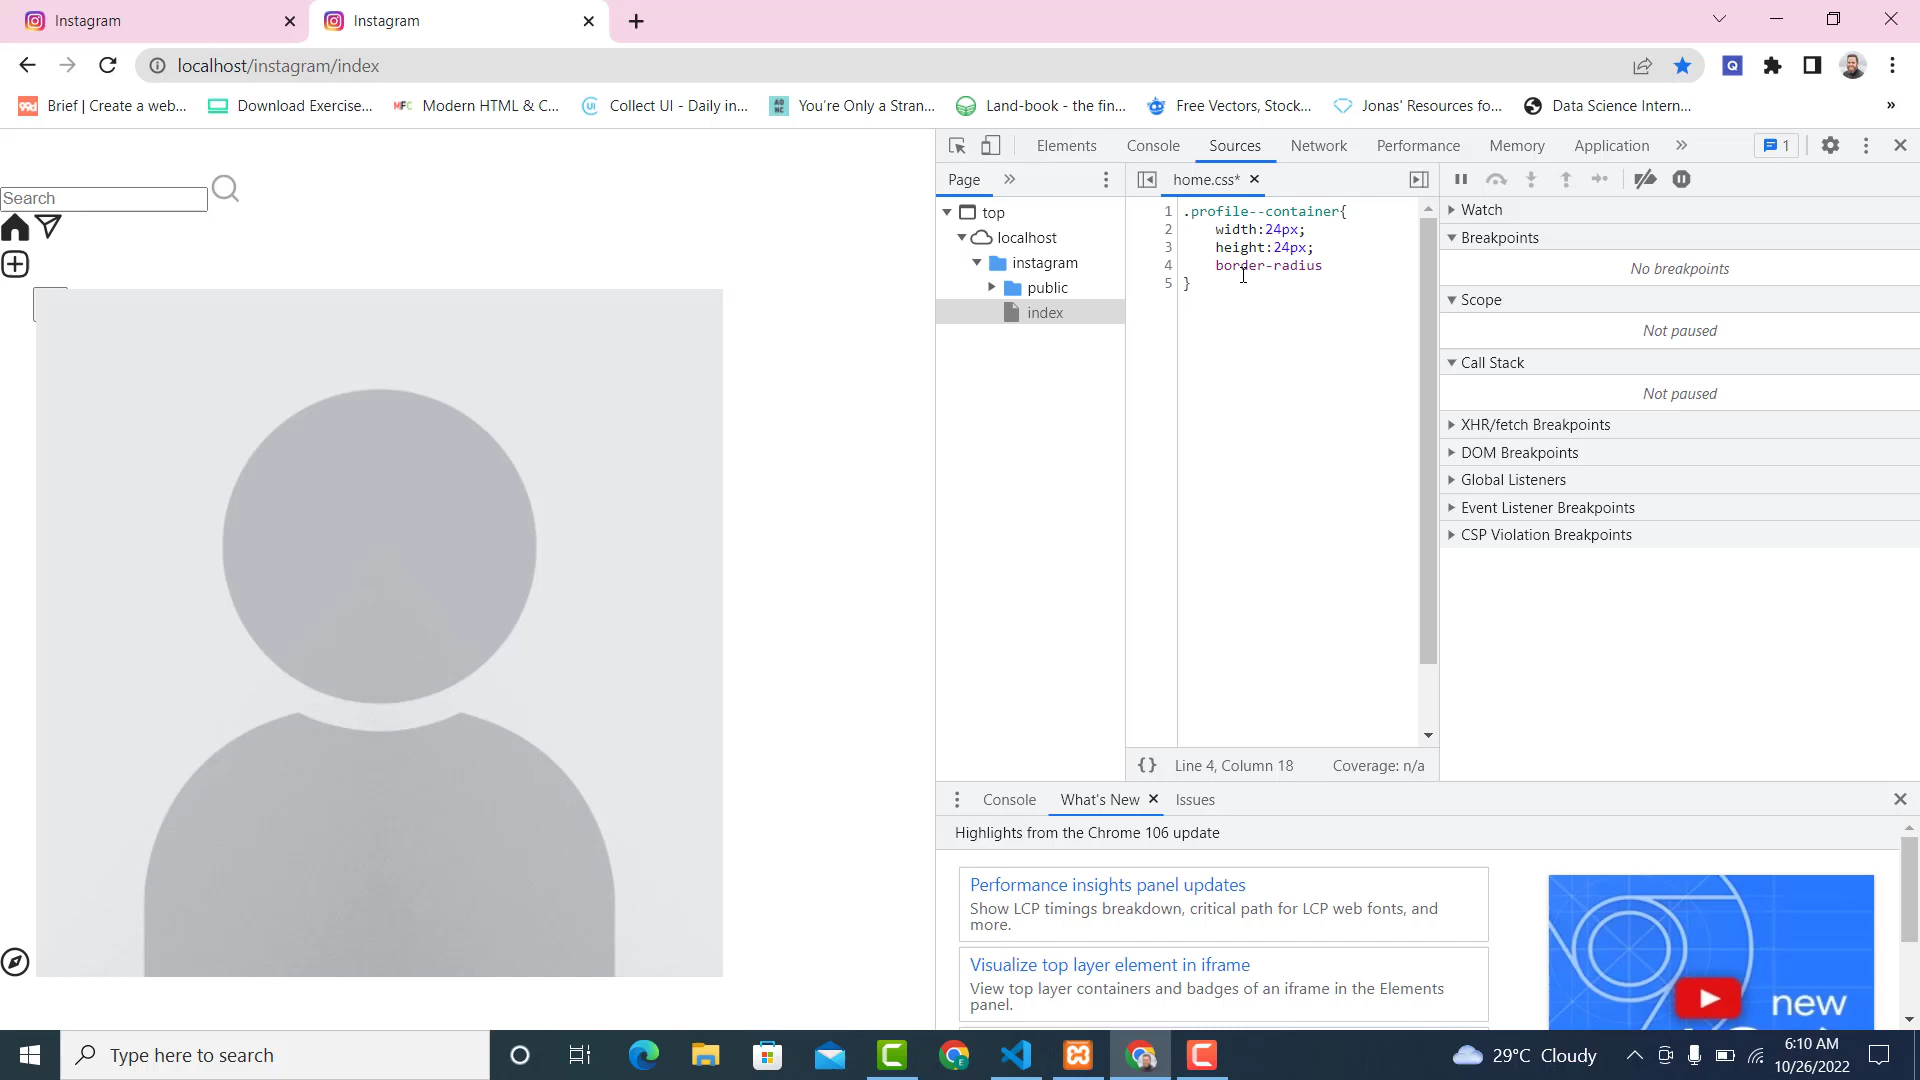 Instagram
Instagram
localhost/instagram/index
99d Brief | Create a web...
Download Exercise...
MFC Modern HTML & C...
CUI Collect UI - Daily in...
You're Only a Stran...
Land-book - the fin...
Free Vectors, Stock...
Jonas' Resources fo...
Data Science Intern...
»
Elements Console Sources Network Performance Memory Application » 1
Page » home.css*
top
localhost
instagram
public
index
1 .profile--container{
2 width:24px;
3 height:24px;
4 border-radius
5 }
{} Line 4, Column 18 Coverage: n/a
Watch
Breakpoints
No breakpoints
Scope
Not paused
Call Stack
Not paused
XHR/fetch Breakpoints
DOM Breakpoints
Global Listeners
Event Listener Breakpoints
CSP Violation Breakpoints
Search
Console What's New Issues
Highlights from the Chrome 106 update
Performance insights panel updates
Show LCP timings breakdown, critical path for LCP web fonts, and
more.
Visualize top layer element in iframe
View top layer containers and badges of an iframe in the Elements
panel.
new
Type here to search
29°C Cloudy
6:10 AM
10/26/2022